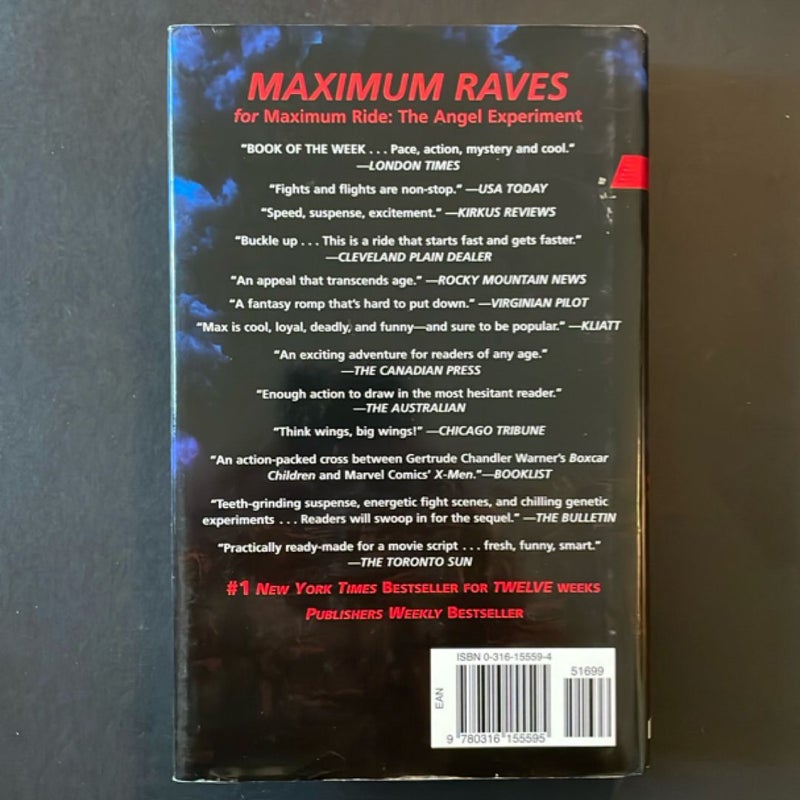 MAXIMUM RAVES
for Maximum Ride: The Angel Experiment
“BOOK OF THE WEEK . . . Pace, action, mystery and cool.”
—LONDON TIMES
“Fights and flights are non-stop.” —USA TODAY
“Speed, suspense, excitement.” —KIRKUS REVIEWS
“Buckle up . . . This is a ride that starts fast and gets faster.”
—CLEVELAND PLAIN DEALER
“An appeal that transcends age.” —ROCKY MOUNTAIN NEWS
“A fantasy romp that’s hard to put down.” —VIRGINIAN PILOT
“Max is cool, loyal, deadly, and funny—and sure to be popular.” —KLIATT
“An exciting adventure for readers of any age.”
—THE CANADIAN PRESS
“Enough action to draw in the most hesitant reader.”
—THE AUSTRALIAN
“Think wings, big wings!” —CHICAGO TRIBUNE
“An action-packed cross between Gertrude Chandler Warner’s Boxcar
Children and Marvel Comics’ X-Men.”—BOOKLIST
“Teeth-grinding suspense, energetic fight scenes, and chilling genetic
experiments . . . Readers will swoop in for the sequel.” —THE BULLETIN
“Practically ready-made for a movie script . . . fresh, funny, smart.”
—THE TORONTO SUN
#1 NEW YORK TIMES BESTSELLER FOR TWELVE WEEKS
PUBLISHERS WEEKLY BESTSELLER
ISBN 0-316-15559-4
51699
EAN
9 780316 155595